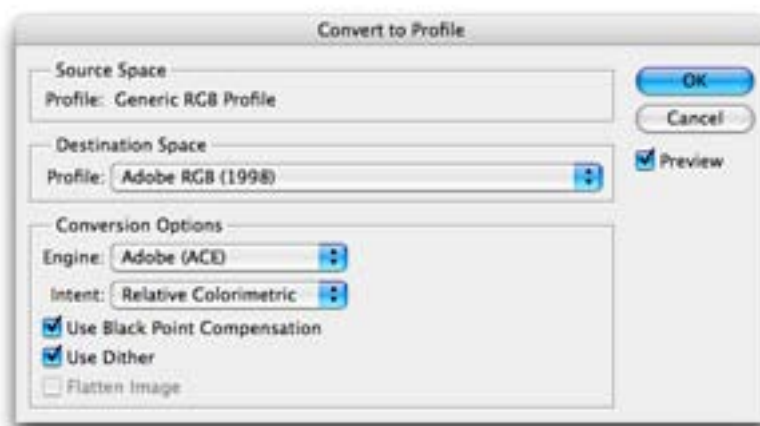 Convert to Profile
Source Space
Profile: Generic RGB Profile
OK
Cancel
Preview
Destination Space
Profile: Adobe RGB (1998)
Conversion Options
Engine: Adobe (ACE)
Intent: Relative Colorimetric
Use Black Point Compensation
Use Dither
Flatten Image